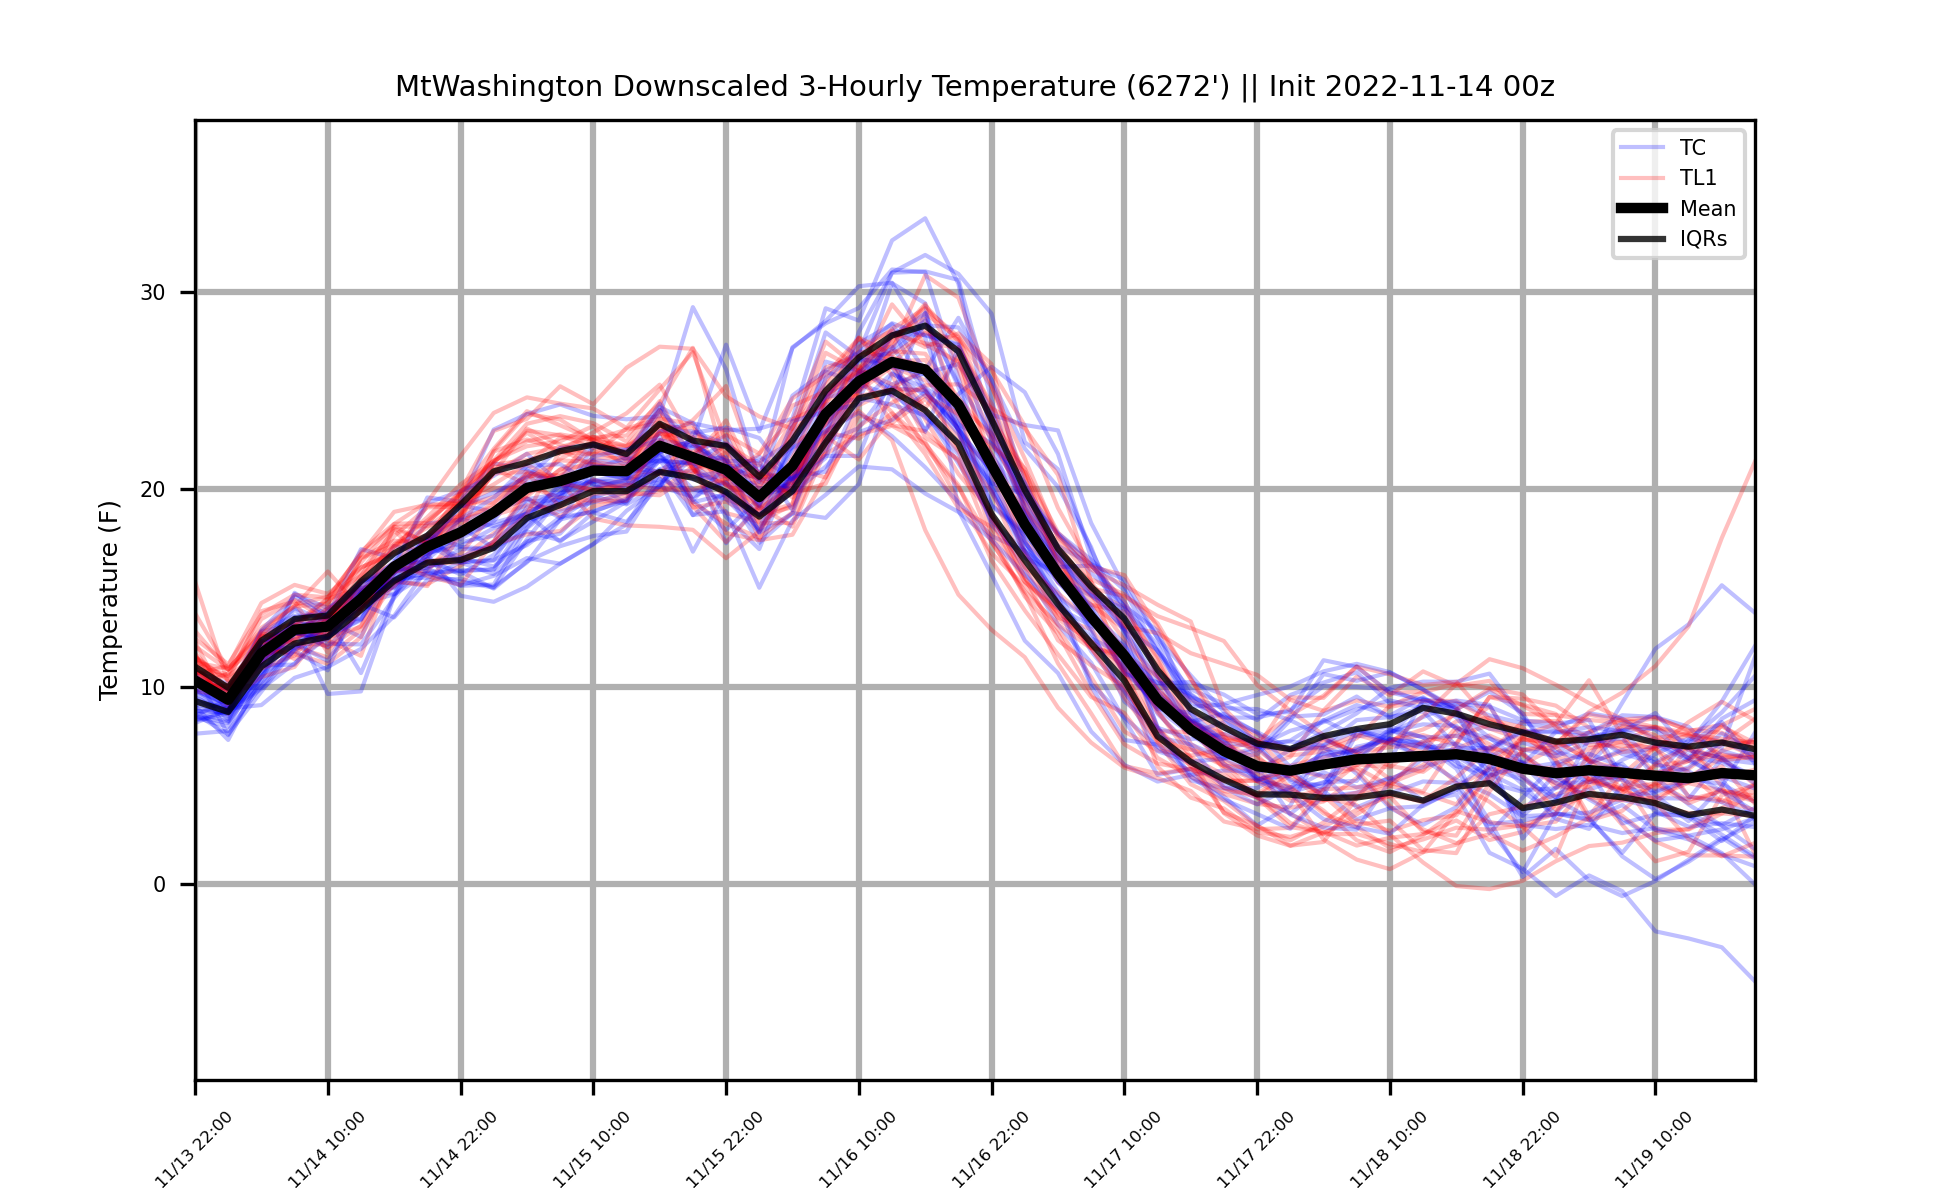 MtWashington Downscaled 3-Hourly Temperature (6272') || Init 2022-11-14 00z
TC
TL1
Mean
IQRs
Temperature (F)
30
20
10
0
11/13 22:00
11/14 10:00
11/14 22:00
11/15 10:00
11/15 22:00
11/16 10:00
11/16 22:00
11/17 10:00
11/17 22:00
11/18 10:00
11/18 22:00
11/19 10:00